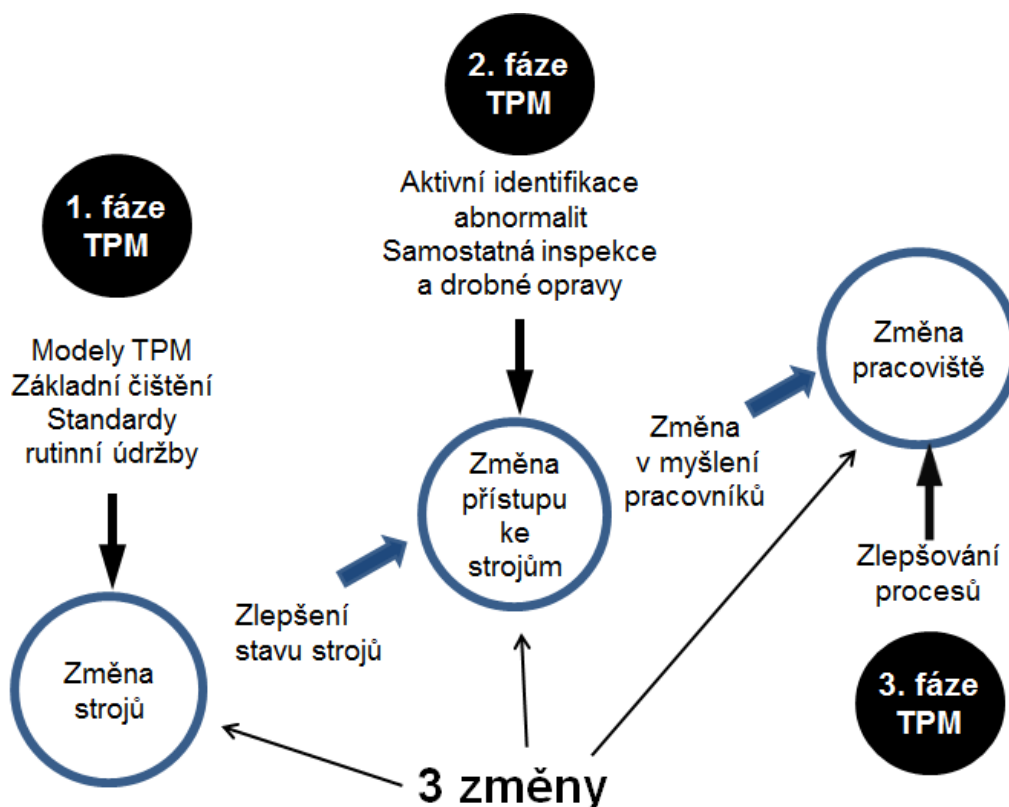 1. fáze
TPM
Modely TPM
Základní čištění
Standardy
rutinní údržby
Změna
strojů
Zlepšení
stavu strojů
2. fáze
TPM
Aktivní identifikace
abnormalit
Samostatná inspekce
a drobné opravy
Změna
přístupu
ke
strojům
Změna
v myšlení
pracovníků
Změna
pracoviště
Zlepšování
procesů
3. fáze
TPM
3 změny